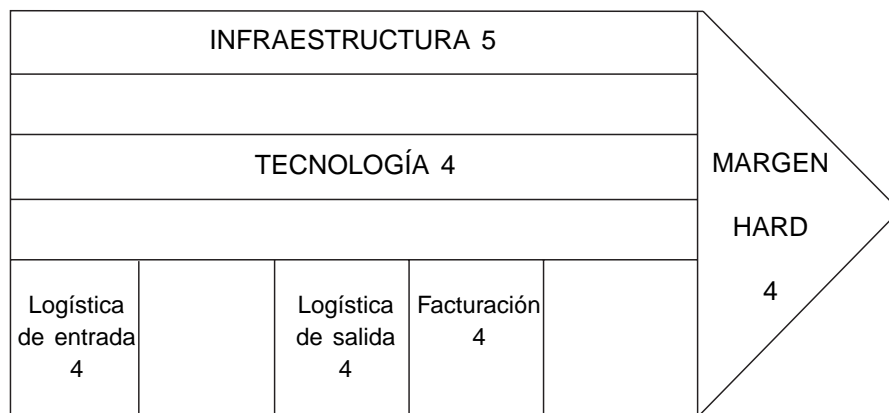 INFRAESTRUCTURA 5
TECNOLOGÍA 4
MARGEN
HARD
4
Logística
de entrada
4
Logística
de salida
4
Facturación
4